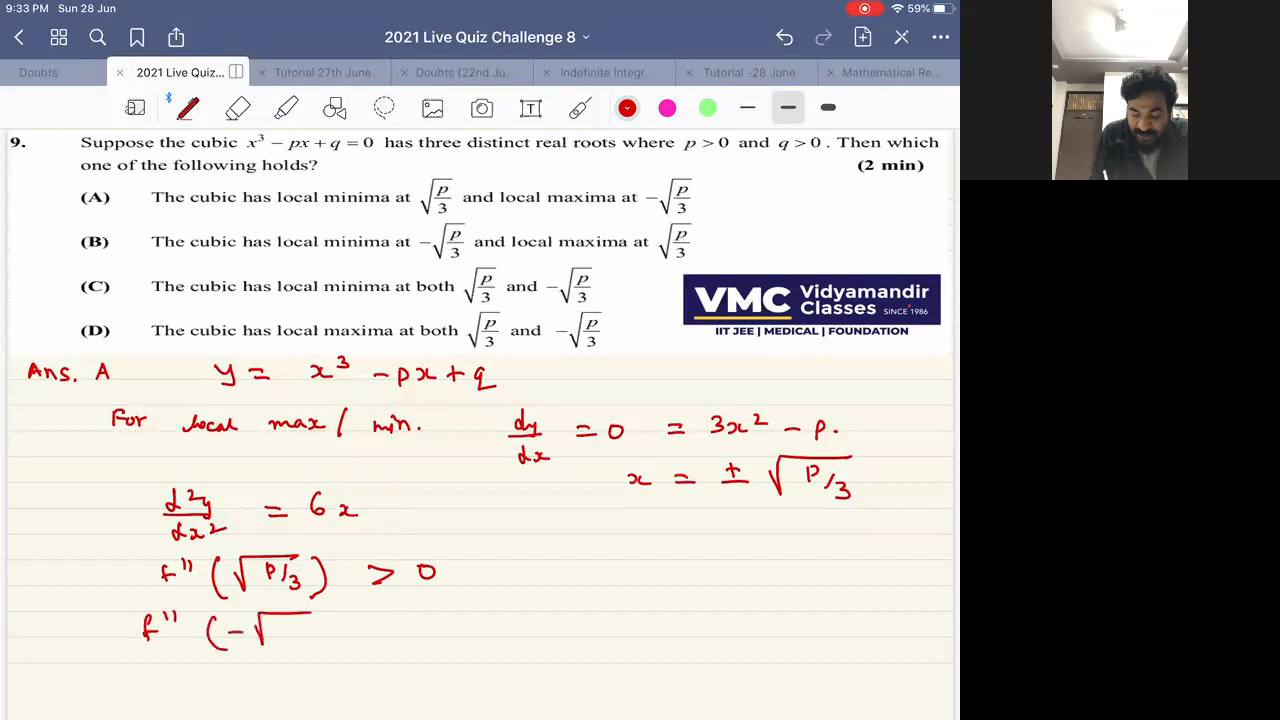 9:33 PM Sun 28 Jun 59%
2021 Live Quiz Challenge 8
Doubts 2021 Live Quiz... Tutorial 27th June Doubts (22nd Ju... Indefinite Integr... Tutorial -28 June Mathematical Re...
9. Suppose the cubic x³ − px + q = 0 has three distinct real roots where p > 0 and q > 0 . Then which
one of the following holds? (2 min)
(A) The cubic has local minima at √(p/3) and local maxima at −√(p/3)
(B) The cubic has local minima at −√(p/3) and local maxima at √(p/3)
(C) The cubic has local minima at both √(p/3) and −√(p/3)
(D) The cubic has local maxima at both √(p/3) and −√(p/3)
VMC Vidyamandir Classes SINCE 1986
IIT JEE | MEDICAL | FOUNDATION
Ans. A y = x³ − px + q
For local max / min. dy/dx = 0 = 3x² − p.
x = ± √(p/3)
d²y/dx² = 6x
f'' (√(p/3)) > 0
f'' (−√